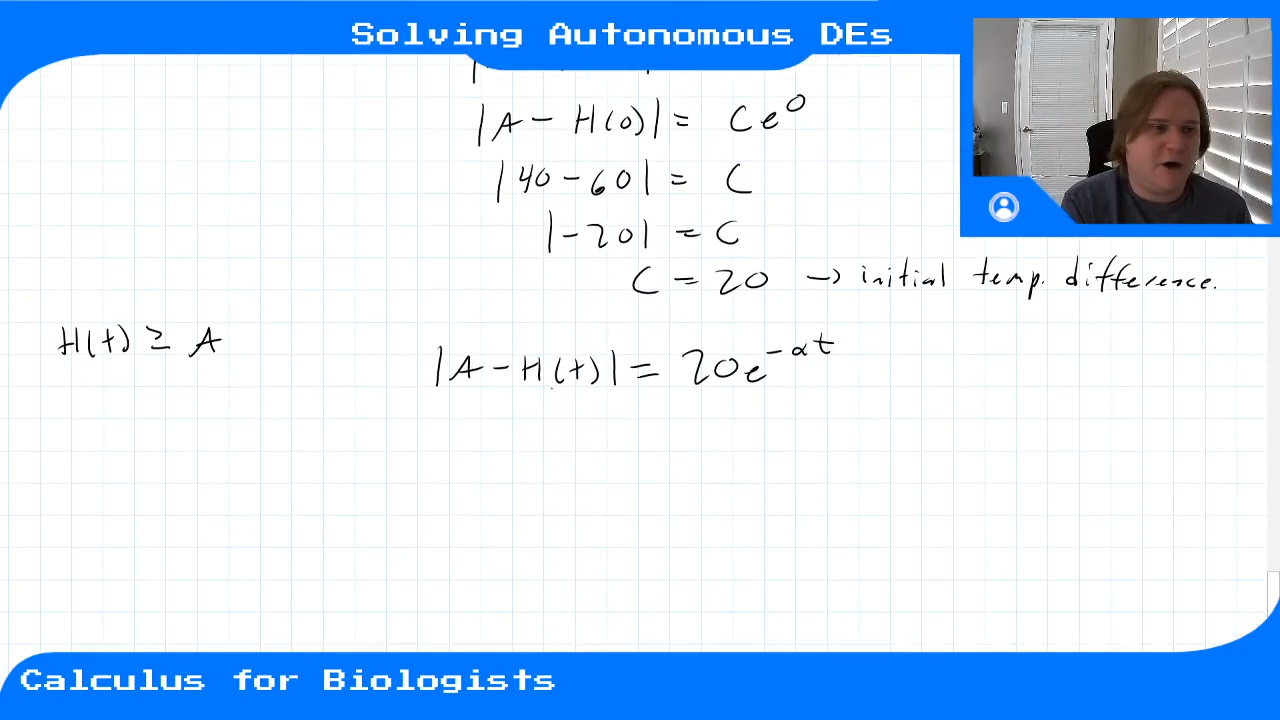 Solving Autonomous DEs
|A - H(0)| = Ce⁰
|40 - 60| = C
|-20| = C
C = 20 → initial temp. difference.
H(t) ≥ A
|A - H(t)| = 20e^{-αt}
Calculus for Biologists